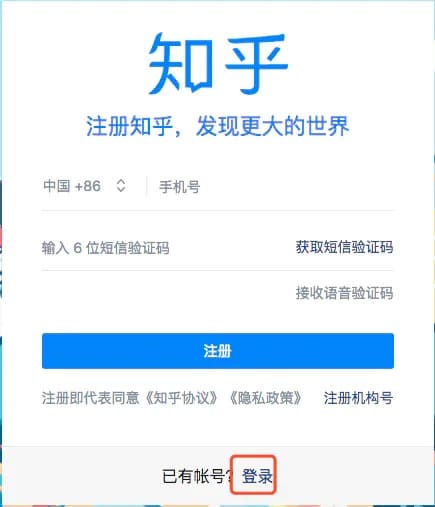 知乎
注册知乎，发现更大的世界
中国 +86 手机号
输入 6 位短信验证码 获取短信验证码
接收语音验证码
注册
注册即代表同意《知乎协议》《隐私政策》 注册机构号
已有帐号? 登录